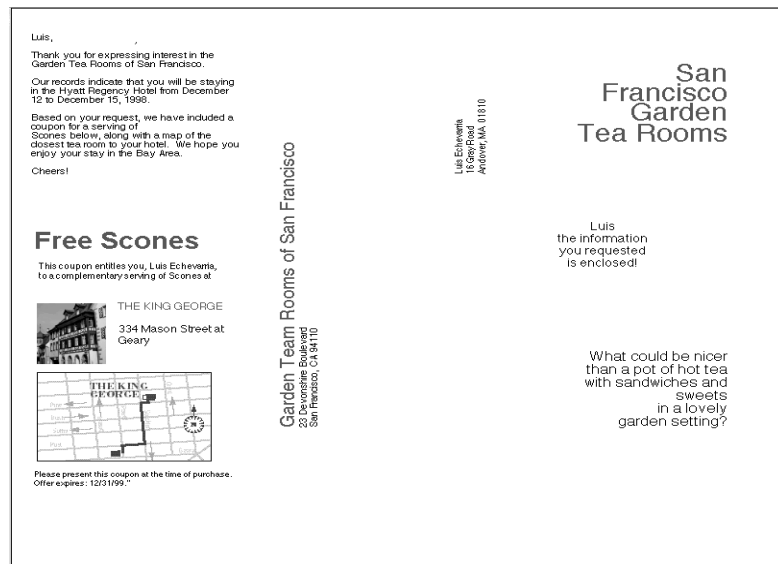 Luis,
Thank you for expressing interest in the
Garden Tea Rooms of San Francisco.
Our records indicate that you will be staying
in the Hyatt Regency Hotel from December
12 to December 15, 1998.
Based on your request, we have included a
coupon for a serving of
Scones below, along with a map of the
closest tea room to your hotel. We hope you
enjoy your stay in the Bay Area.
Cheers!
Free Scones
This coupon entitles you, Luis Echevarria,
to a complementary serving of Scones at
THE KING GEORGE
334 Mason Street at
Geary
THE KING
GEORGE
Post
Please present this coupon at the time of purchase.
Offer expires: 12/31/99."
Garden Team Rooms of San Francisco
23 Devonshire Boulevard
San Francisco, CA 94110
Luis Echevarria
16 Gray Road
Andover, MA 01810
San
Francisco
Garden
Tea Rooms
Luis
the information
you requested
is enclosed!
What could be nicer
than a pot of hot tea
with sandwiches and
sweets
in a lovely
garden setting?